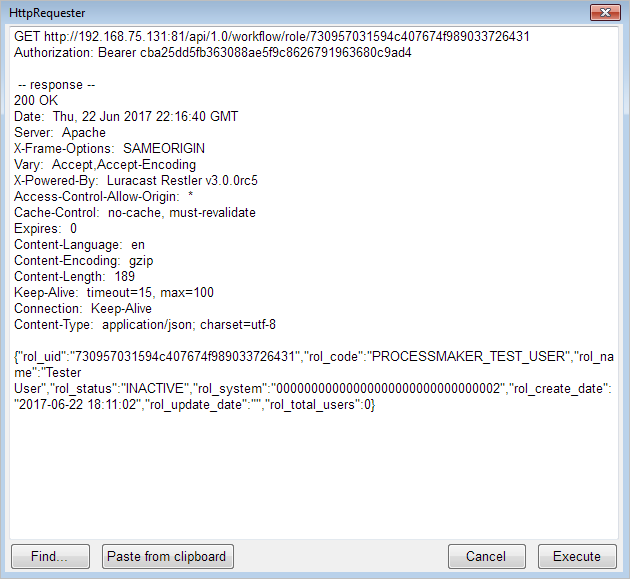 HttpRequester
GET http://192.168.75.131:81/api/1.0/workflow/role/730957031594c407674f989033726431
Authorization: Bearer cba25dd5fb363088ae5f9c8626791963680c9ad4
-- response --
200 OK
Date:  Thu, 22 Jun 2017 22:16:40 GMT
Server:  Apache
X-Frame-Options:  SAMEORIGIN
Vary:  Accept,Accept-Encoding
X-Powered-By:  Luracast Restler v3.0.0rc5
Access-Control-Allow-Origin:  *
Cache-Control:  no-cache, must-revalidate
Expires:  0
Content-Language:  en
Content-Encoding:  gzip
Content-Length:  189
Keep-Alive:  timeout=15, max=100
Connection:  Keep-Alive
Content-Type:  application/json; charset=utf-8
{"rol_uid":"730957031594c407674f989033726431","rol_code":"PROCESSMAKER_TEST_USER","rol_na
me":"Tester
User","rol_status":"INACTIVE","rol_system":"00000000000000000000000000000002","rol_create_date":
"2017-06-22 18:11:02","rol_update_date":"","rol_total_users":0}
Find...
Paste from clipboard
Cancel
Execute